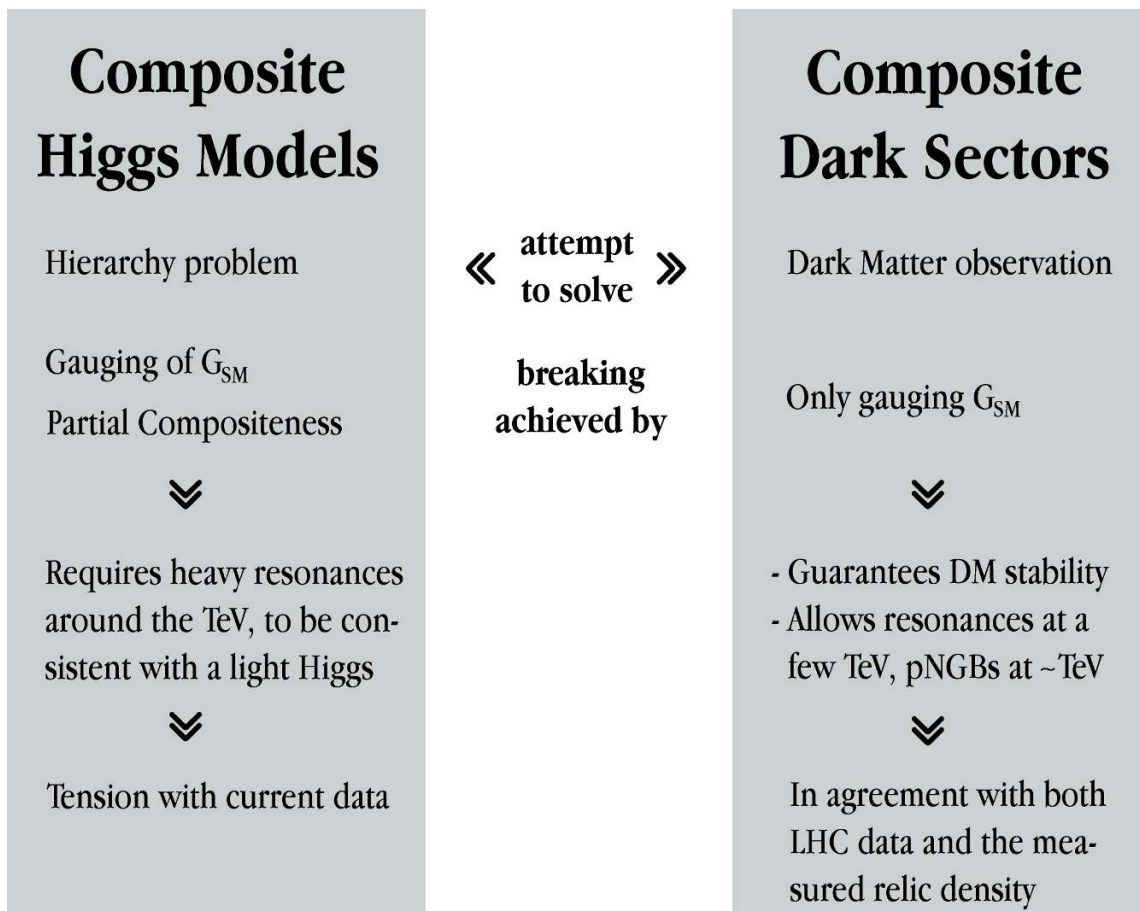 Composite
Higgs Models
Hierarchy problem
Gauging of G_SM
Partial Compositeness
Requires heavy resonances
around the TeV, to be con-
sistent with a light Higgs
Tension with current data
attempt
to solve
breaking
achieved by
Composite
Dark Sectors
Dark Matter observation
Only gauging G_SM
- Guarantees DM stability
- Allows resonances at a
few TeV, pNGBs at ~TeV
In agreement with both
LHC data and the mea-
sured relic density